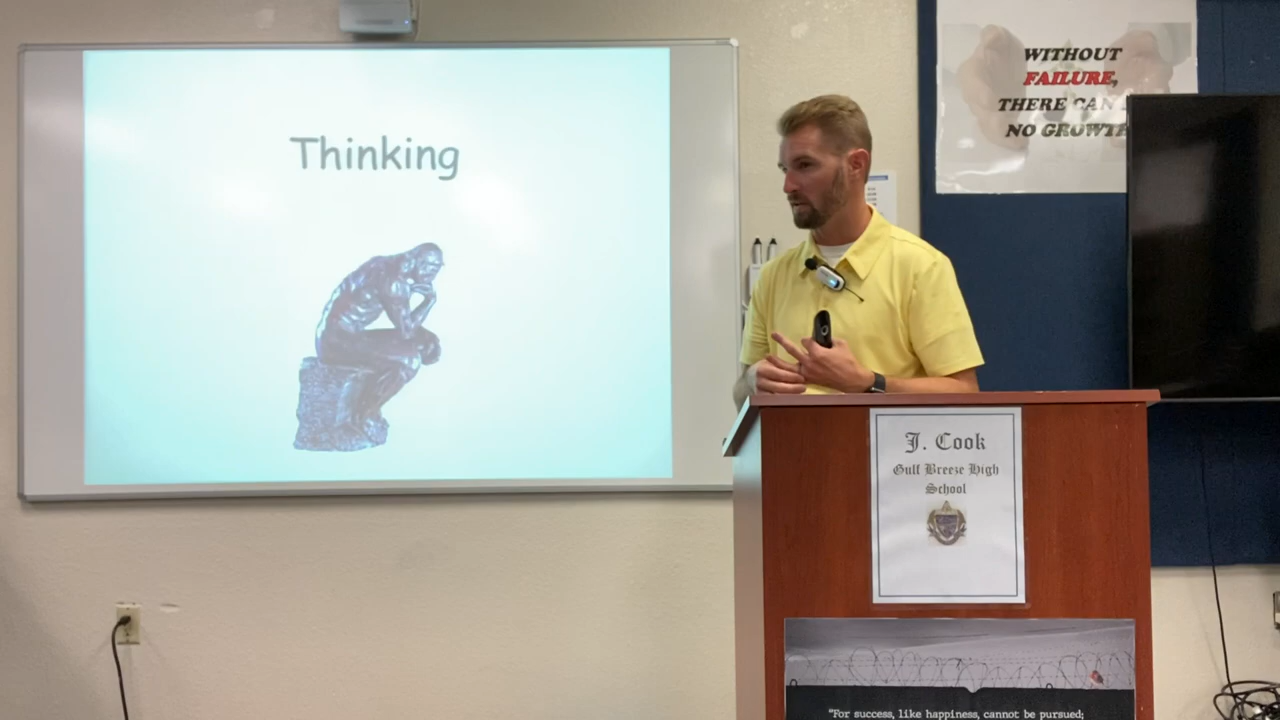 Thinking
WITHOUT
FAILURE,
THERE CAN
NO GROWTH
J. Cook
Gulf Breeze High
School
"For success, like happiness, cannot be pursued;